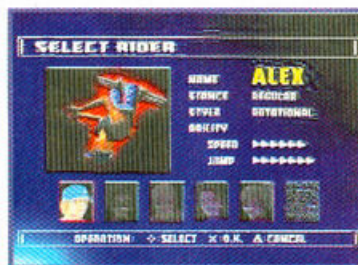 SELECT RIDER
NAME ALEX
STANCE REGULAR
STYLE ROTATIONAL
ABILITY
SPEED
JUMP
OPERATION: SELECT X O.K. CANCEL